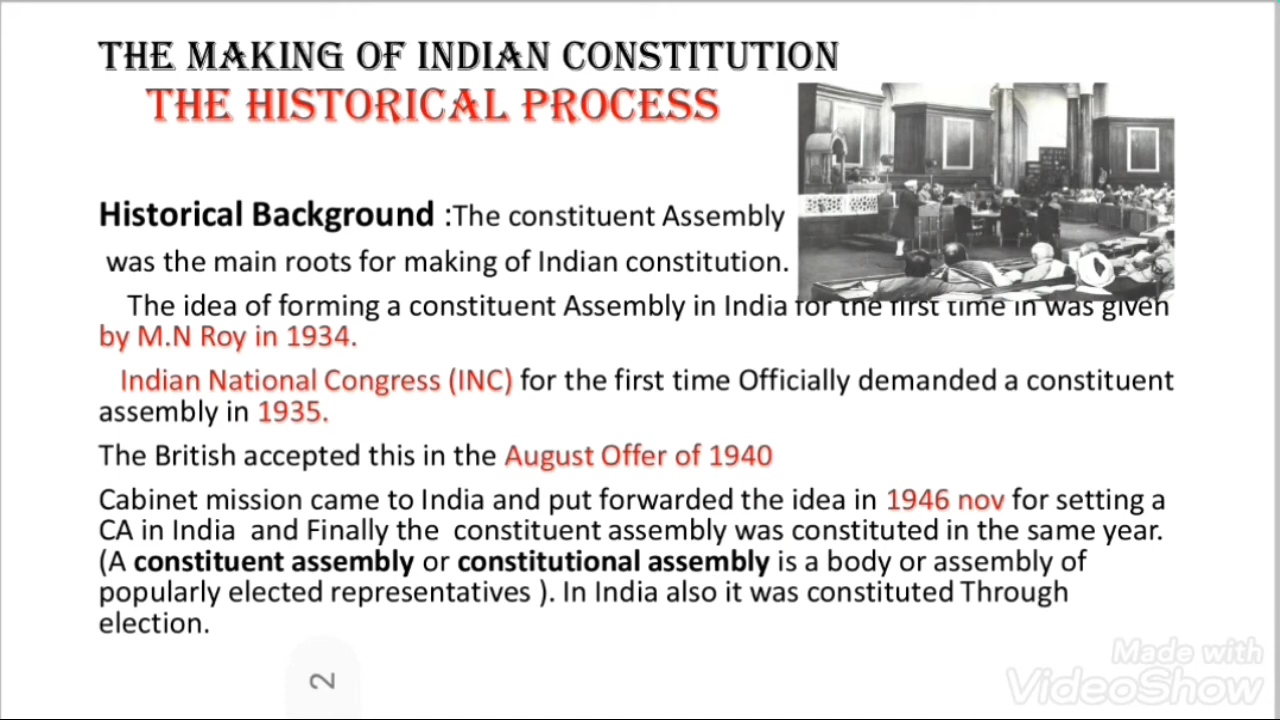 THE MAKING OF INDIAN CONSTITUTION
THE HISTORICAL PROCESS
Historical Background :The constituent Assembly
was the main roots for making of Indian constitution.
The idea of forming a constituent Assembly in India for the first time in was given
by M.N Roy in 1934.
Indian National Congress (INC) for the first time Officially demanded a constituent
assembly in 1935.
The British accepted this in the August Offer of 1940
Cabinet mission came to India and put forwarded the idea in 1946 nov for setting a
CA in India and Finally the constituent assembly was constituted in the same year.
(A constituent assembly or constitutional assembly is a body or assembly of
popularly elected representatives ). In India also it was constituted Through
election.
2
Made with
VideoShow